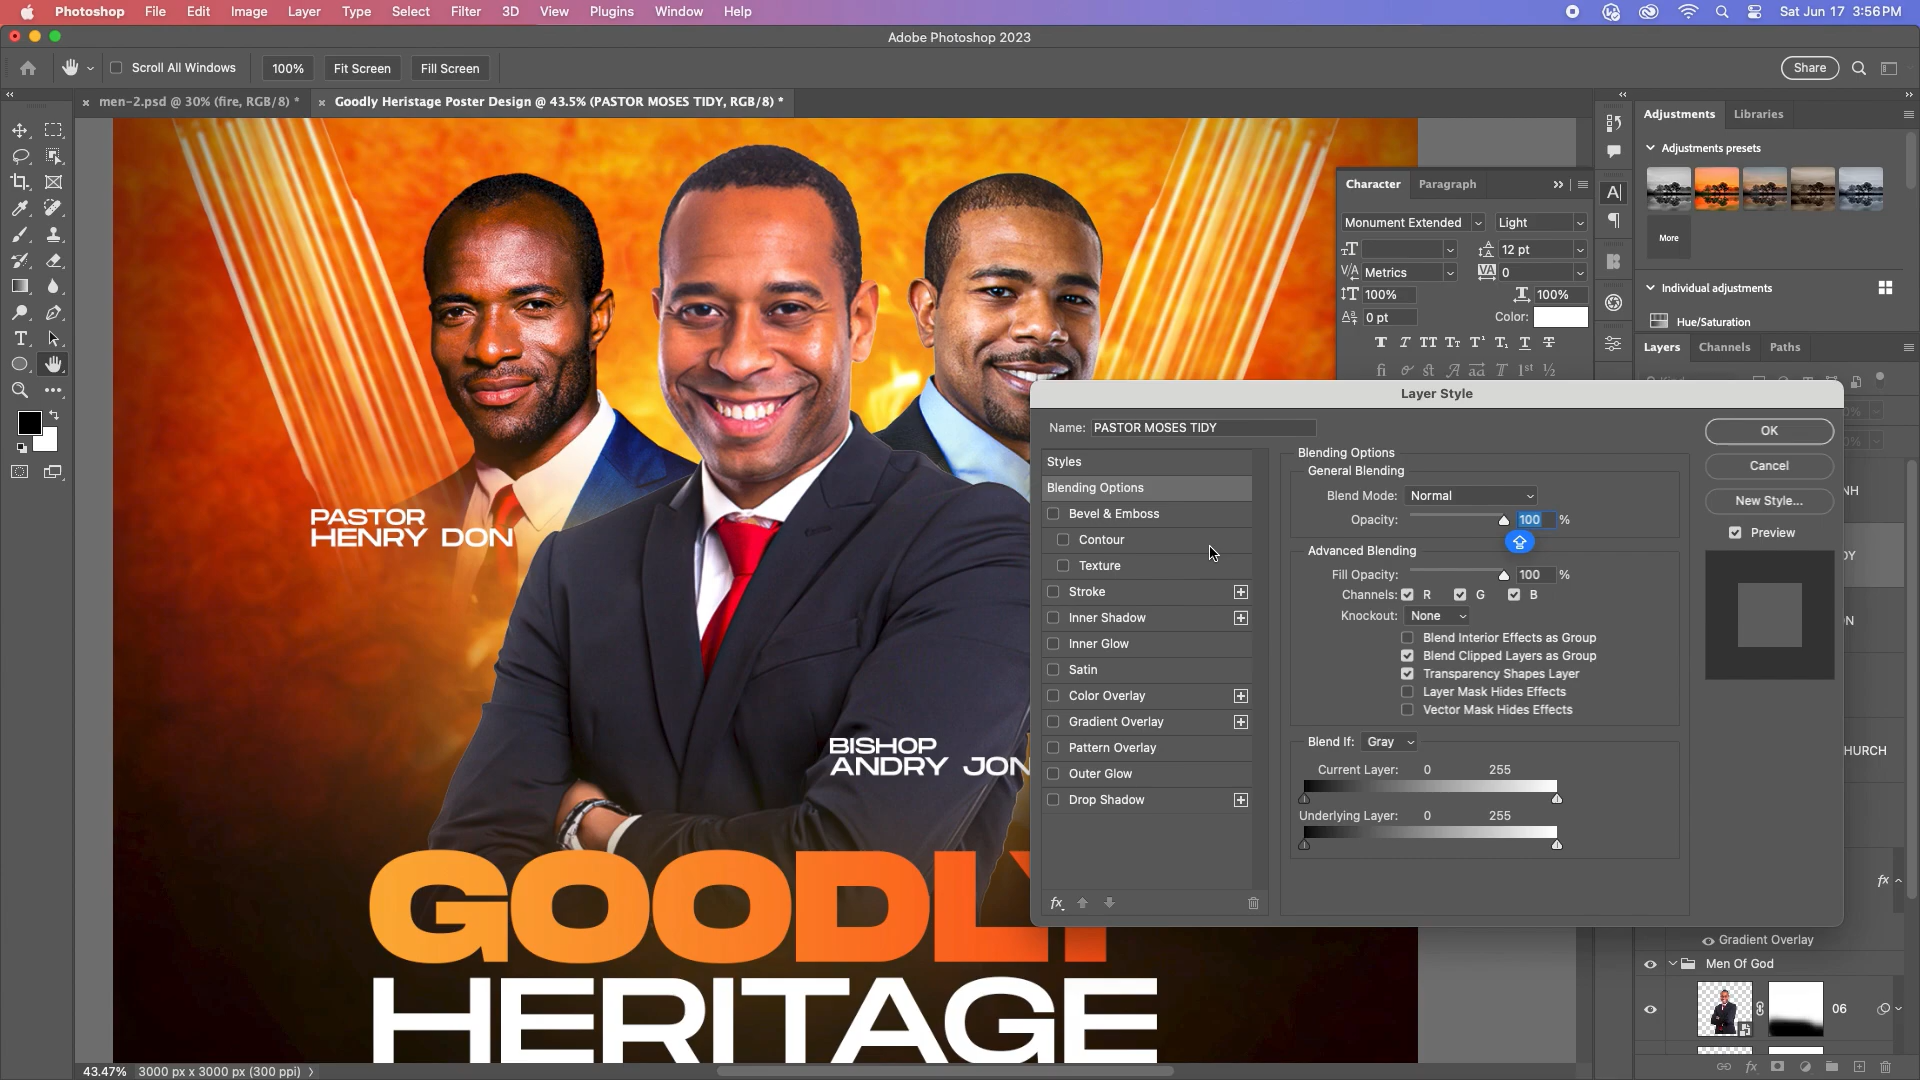 Photoshop File Edit Image Layer Type Select Filter 3D View Plugins Window Help Sat Jun 17 3:56 PM
Adobe Photoshop 2023
Scroll All Windows 100% Fit Screen Fill Screen Share
men-2.psd @ 30% (fire, RGB/8) *
Goodly Heristage Poster Design @ 43.5% (PASTOR MOSES TIDY, RGB/8) *
PASTOR
HENRY DON
BISHOP
ANDRY JON
GOODLY
HERITAGE
43.47% 3000 px x 3000 px (300 ppi)
Character Paragraph
Monument Extended Light
12 pt
Metrics 0
100% 100%
0 pt Color:
Adjustments Libraries
Adjustments presets
More
Individual adjustments
Hue/Saturation
Layers Channels Paths
Layer Style
Name: PASTOR MOSES TIDY
Styles
Blending Options
Bevel & Emboss
Contour
Texture
Stroke
Inner Shadow
Inner Glow
Satin
Color Overlay
Gradient Overlay
Pattern Overlay
Outer Glow
Drop Shadow
fx
Blending Options
General Blending
Blend Mode: Normal
Opacity: 100 %
Advanced Blending
Fill Opacity: 100 %
Channels: R G B
Knockout: None
Blend Interior Effects as Group
Blend Clipped Layers as Group
Transparency Shapes Layer
Layer Mask Hides Effects
Vector Mask Hides Effects
Blend If: Gray
Current Layer: 0 255
Underlying Layer: 0 255
OK
Cancel
New Style...
Preview
NH
DY
ON
HURCH
fx
Gradient Overlay
Men Of God
06